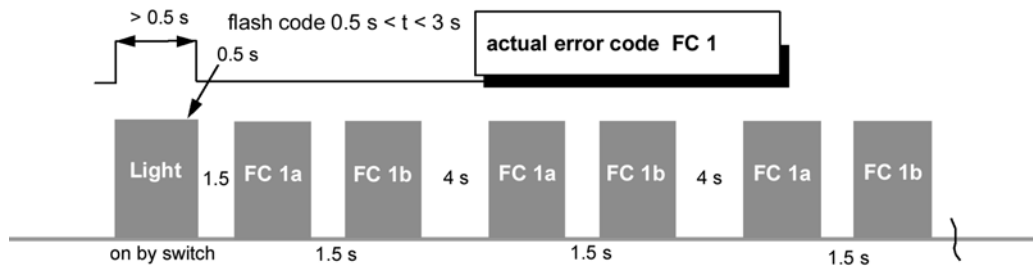 > 0.5 s
flash code 0.5 s < t < 3 s
actual error code FC 1
0.5 s
Light
1.5
FC 1a
FC 1b
4 s
FC 1a
FC 1b
4 s
FC 1a
FC 1b
on by switch
1.5 s
1.5 s
1.5 s